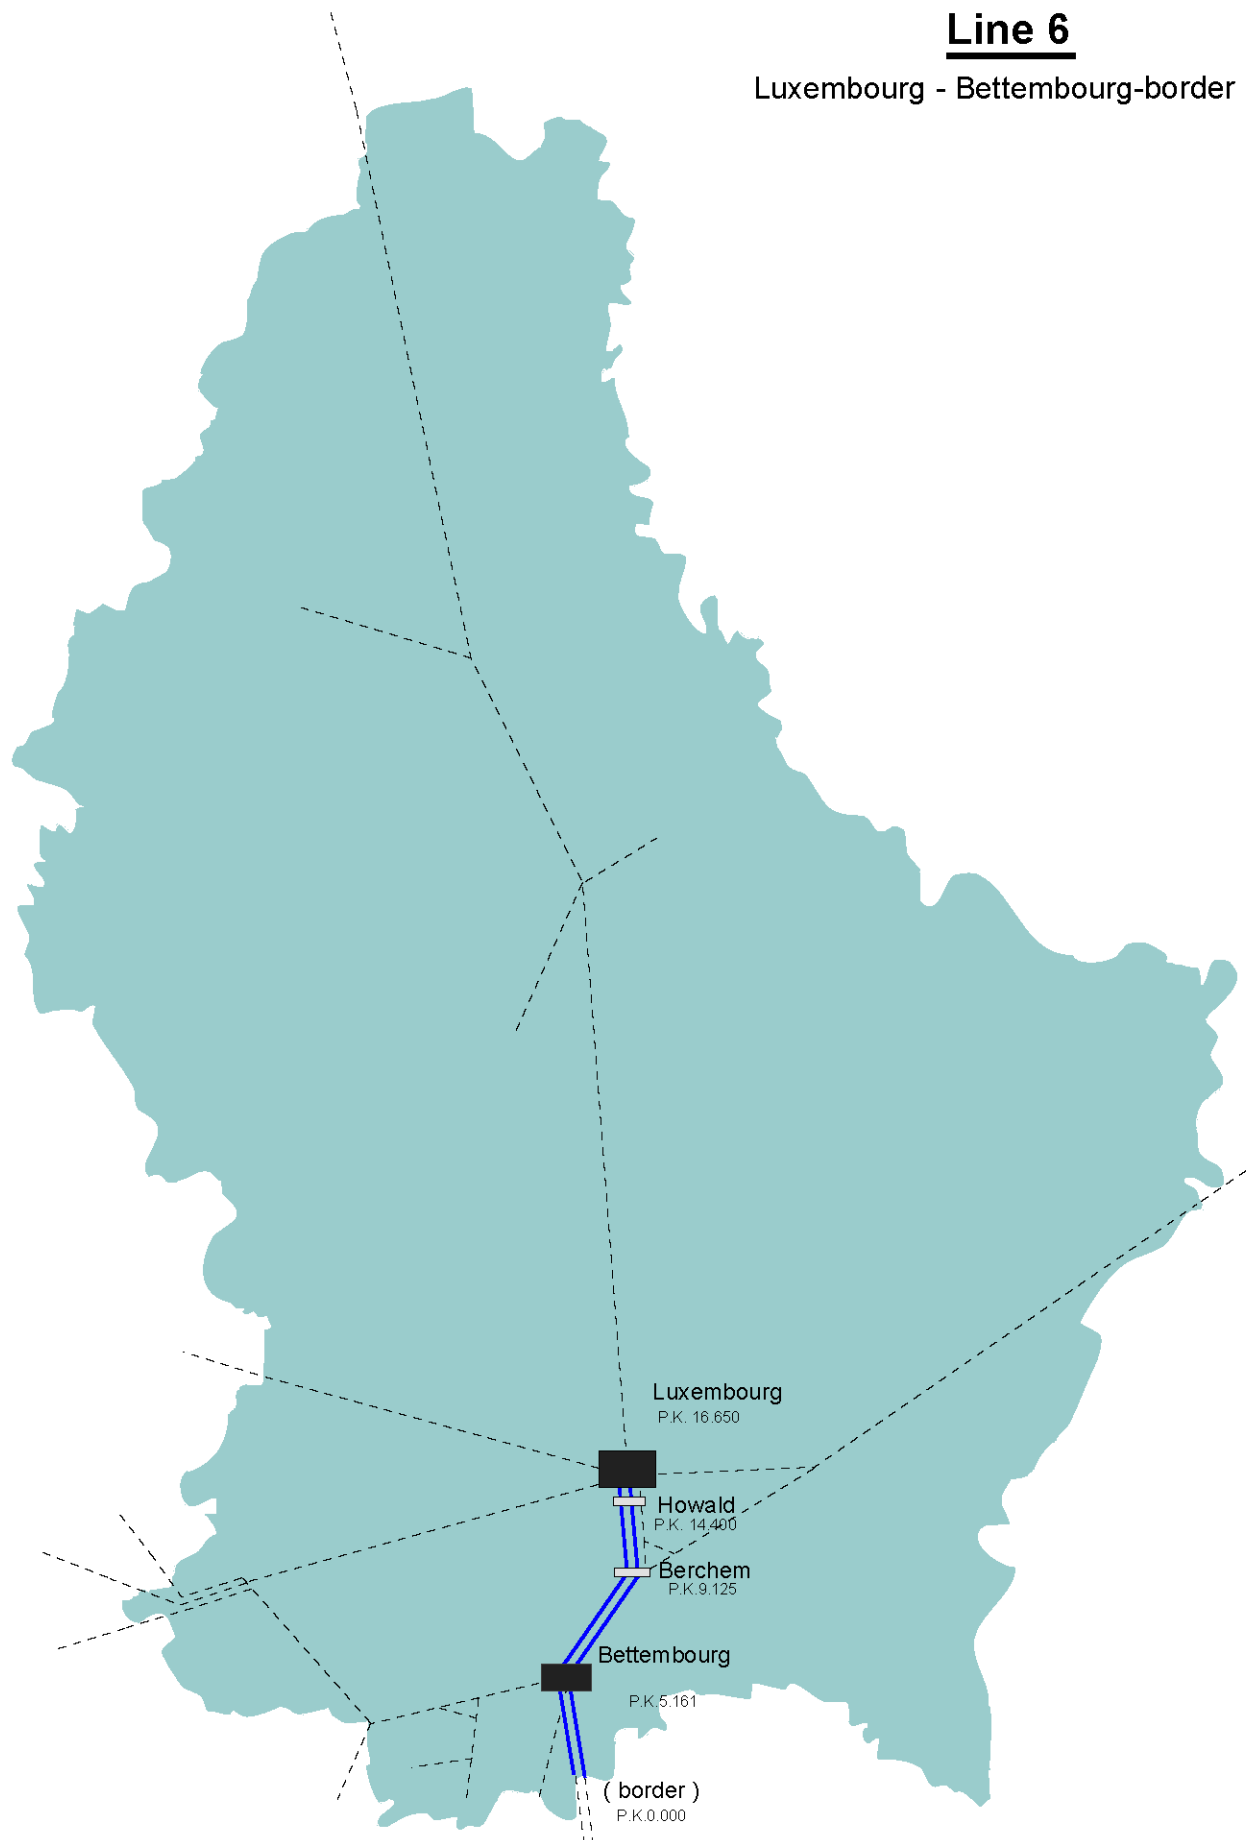 Line 6
Luxembourg - Bettembourg-border
Luxembourg
P.K. 16.650
Howald
P.K. 14.400
Berchem
P.K.9.125
Bettembourg
P.K.5.161
( border )
P.K.0.000